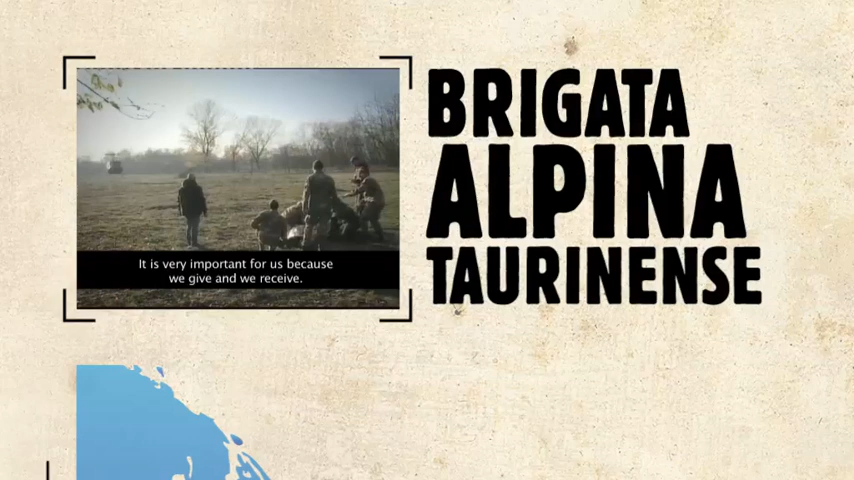 BRIGATA
ALPINA
TAURINENSE
It is very important for us because
we give and we receive.